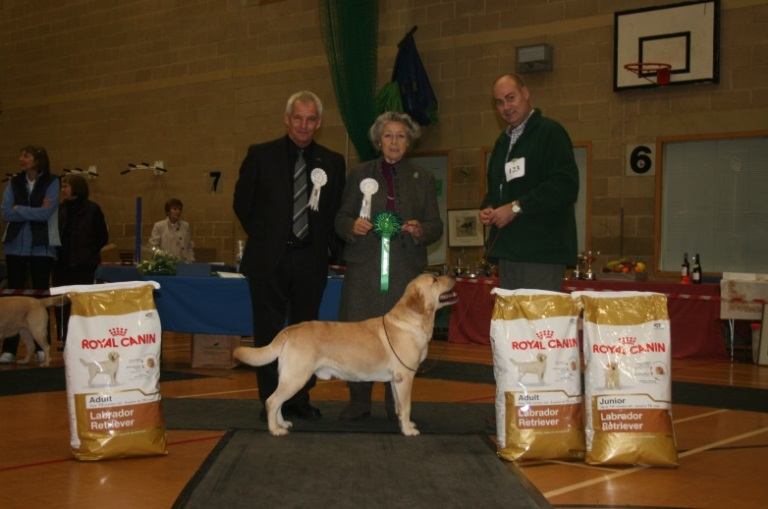 7
6
123
ROYAL CANIN
Adult
Labrador
Retriever
ROYAL CANIN
Adult
Labrador
Retriever
ROYAL CANIN
Junior
Labrador
Retriever